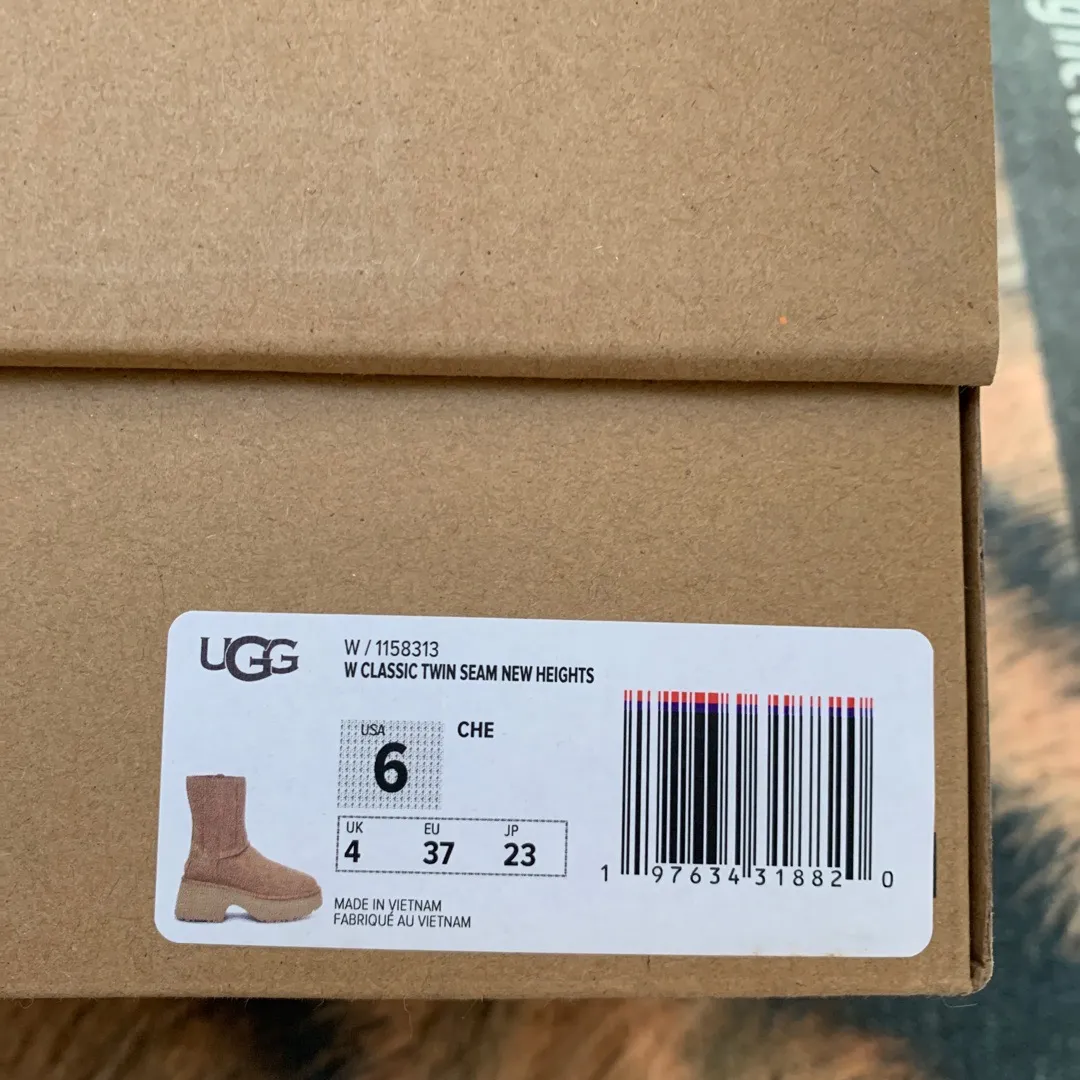 UGG
W / 1158313
W CLASSIC TWIN SEAM NEW HEIGHTS
USA
6
CHE
UK EU JP
4 37 23
MADE IN VIETNAM
FABRIQUÉ AU VIETNAM
1 97634 31882 0